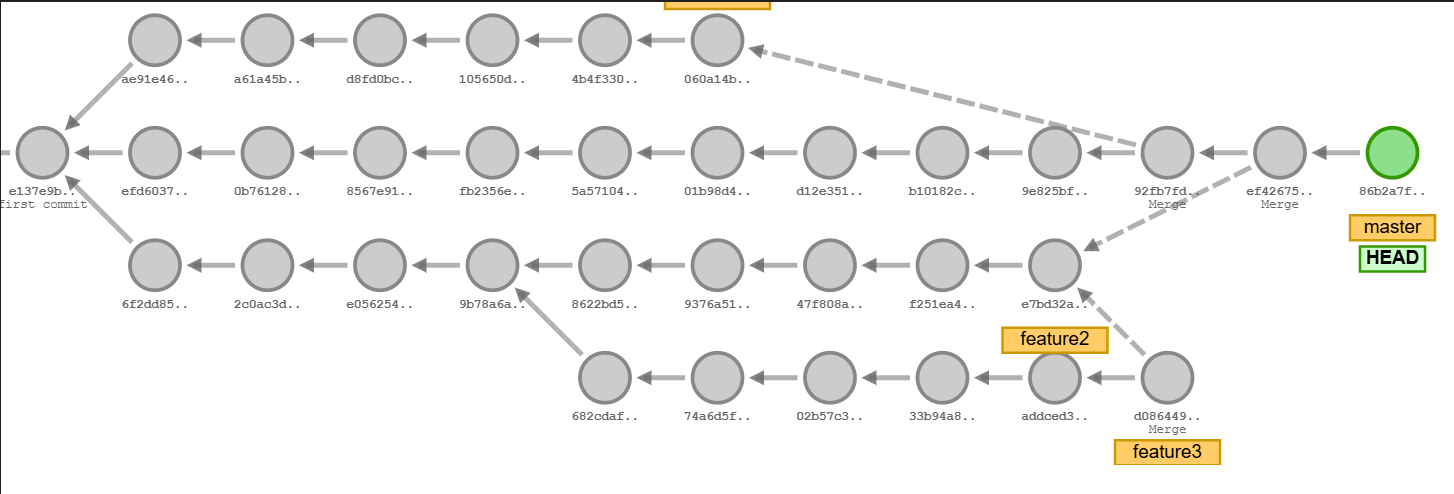 ae91e46..
a61a45b..
d8fd0bc..
105650d..
4b4f330..
060a14b..
e137e9b..
first commit
efd6037..
0b76128..
8567e91..
fb2356e..
5a57104..
01b98d4..
d12e351..
b10182c..
9e825bf..
92fb7fd..
Merge
ef42675..
Merge
86b2a7f..
master
HEAD
6f2dd85..
2c0ac3d..
e056254..
9b78a6a..
8622bd5..
9376a51..
47f808a..
f251ea4..
e7bd32a..
feature2
682cdaf..
74a6d5f..
02b57c3..
33b94a8..
addced3..
d086449..
Merge
feature3